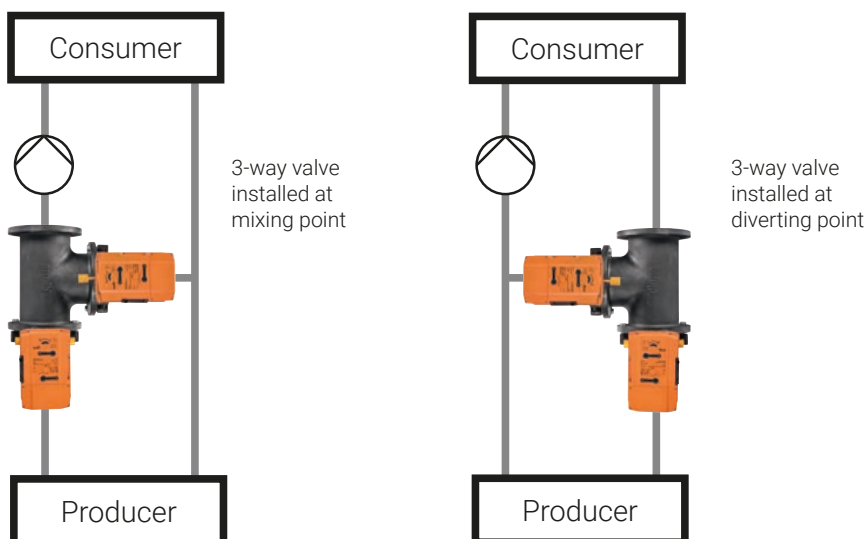 Consumer
3-way valve
installed at
mixing point
Producer
Consumer
3-way valve
installed at
diverting point
Producer